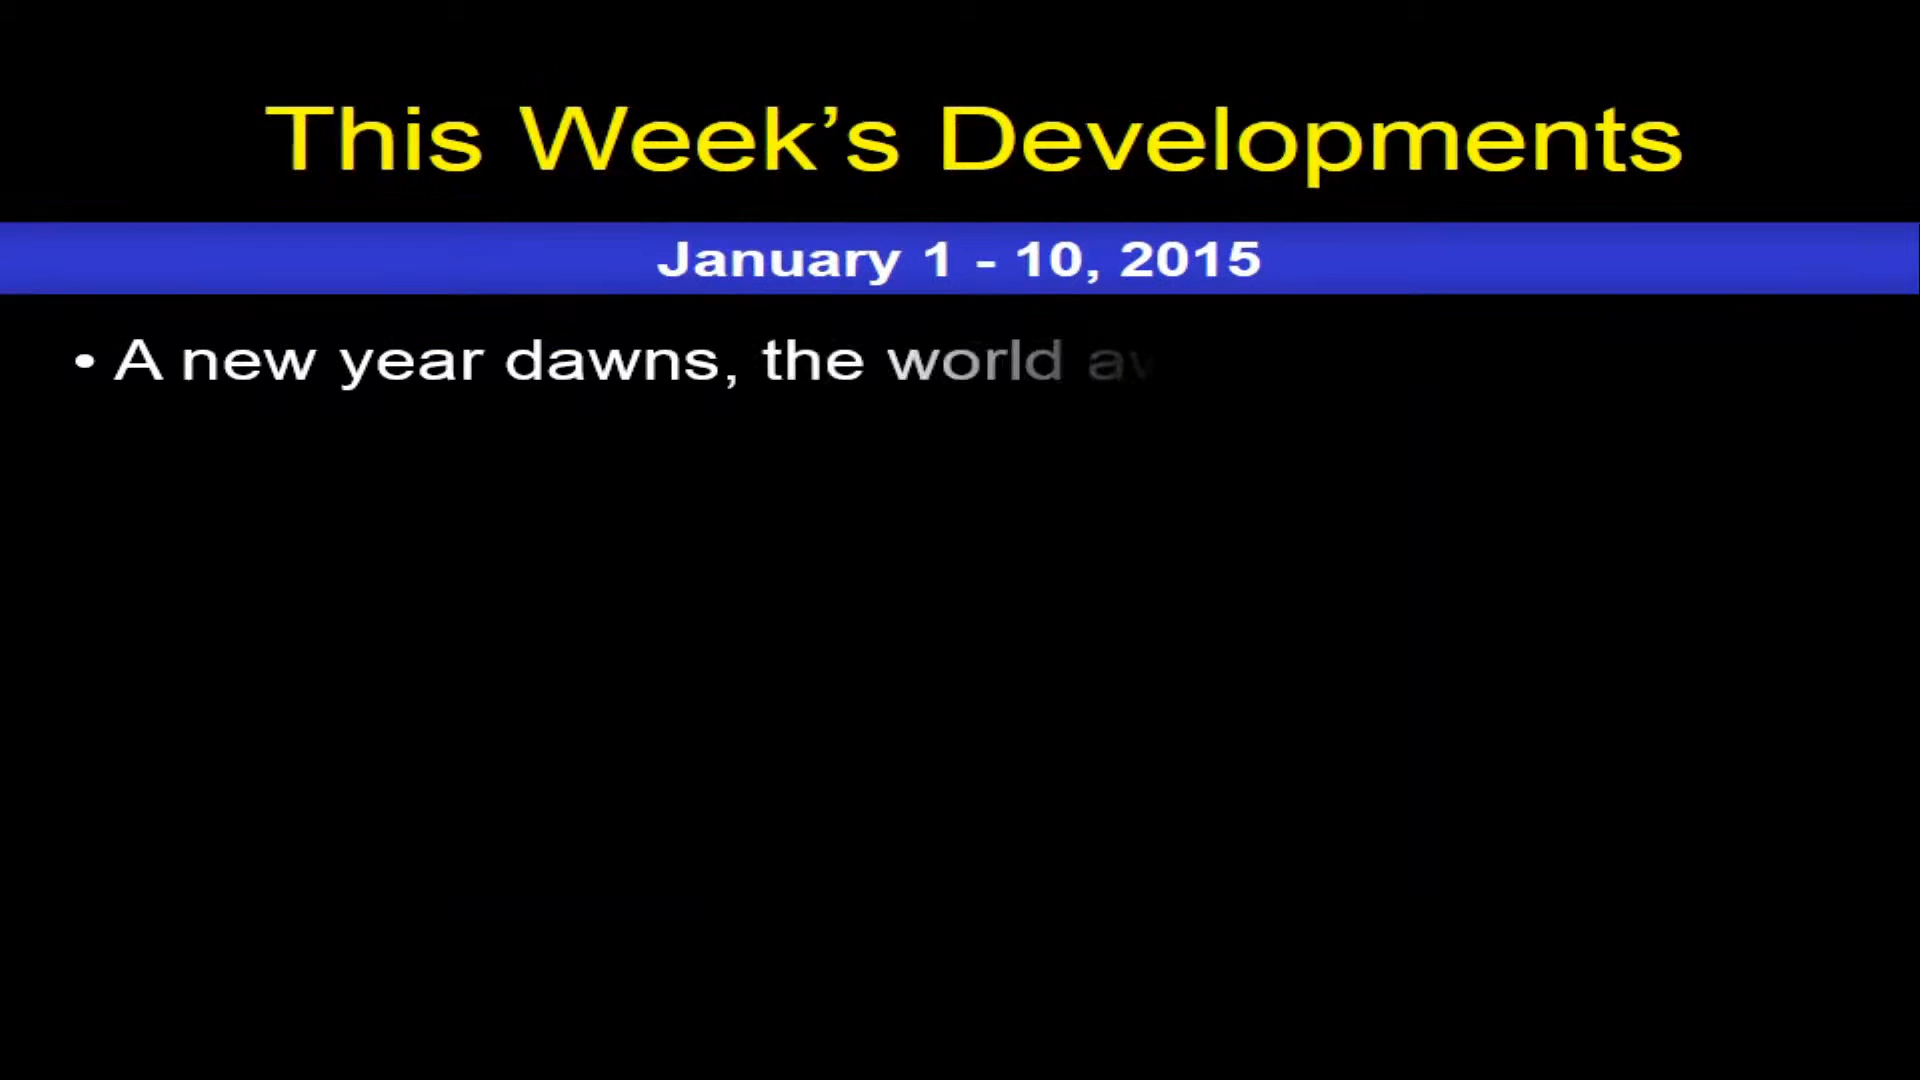 This Week’s Developments
January 1 - 10, 2015
• A new year dawns, the world